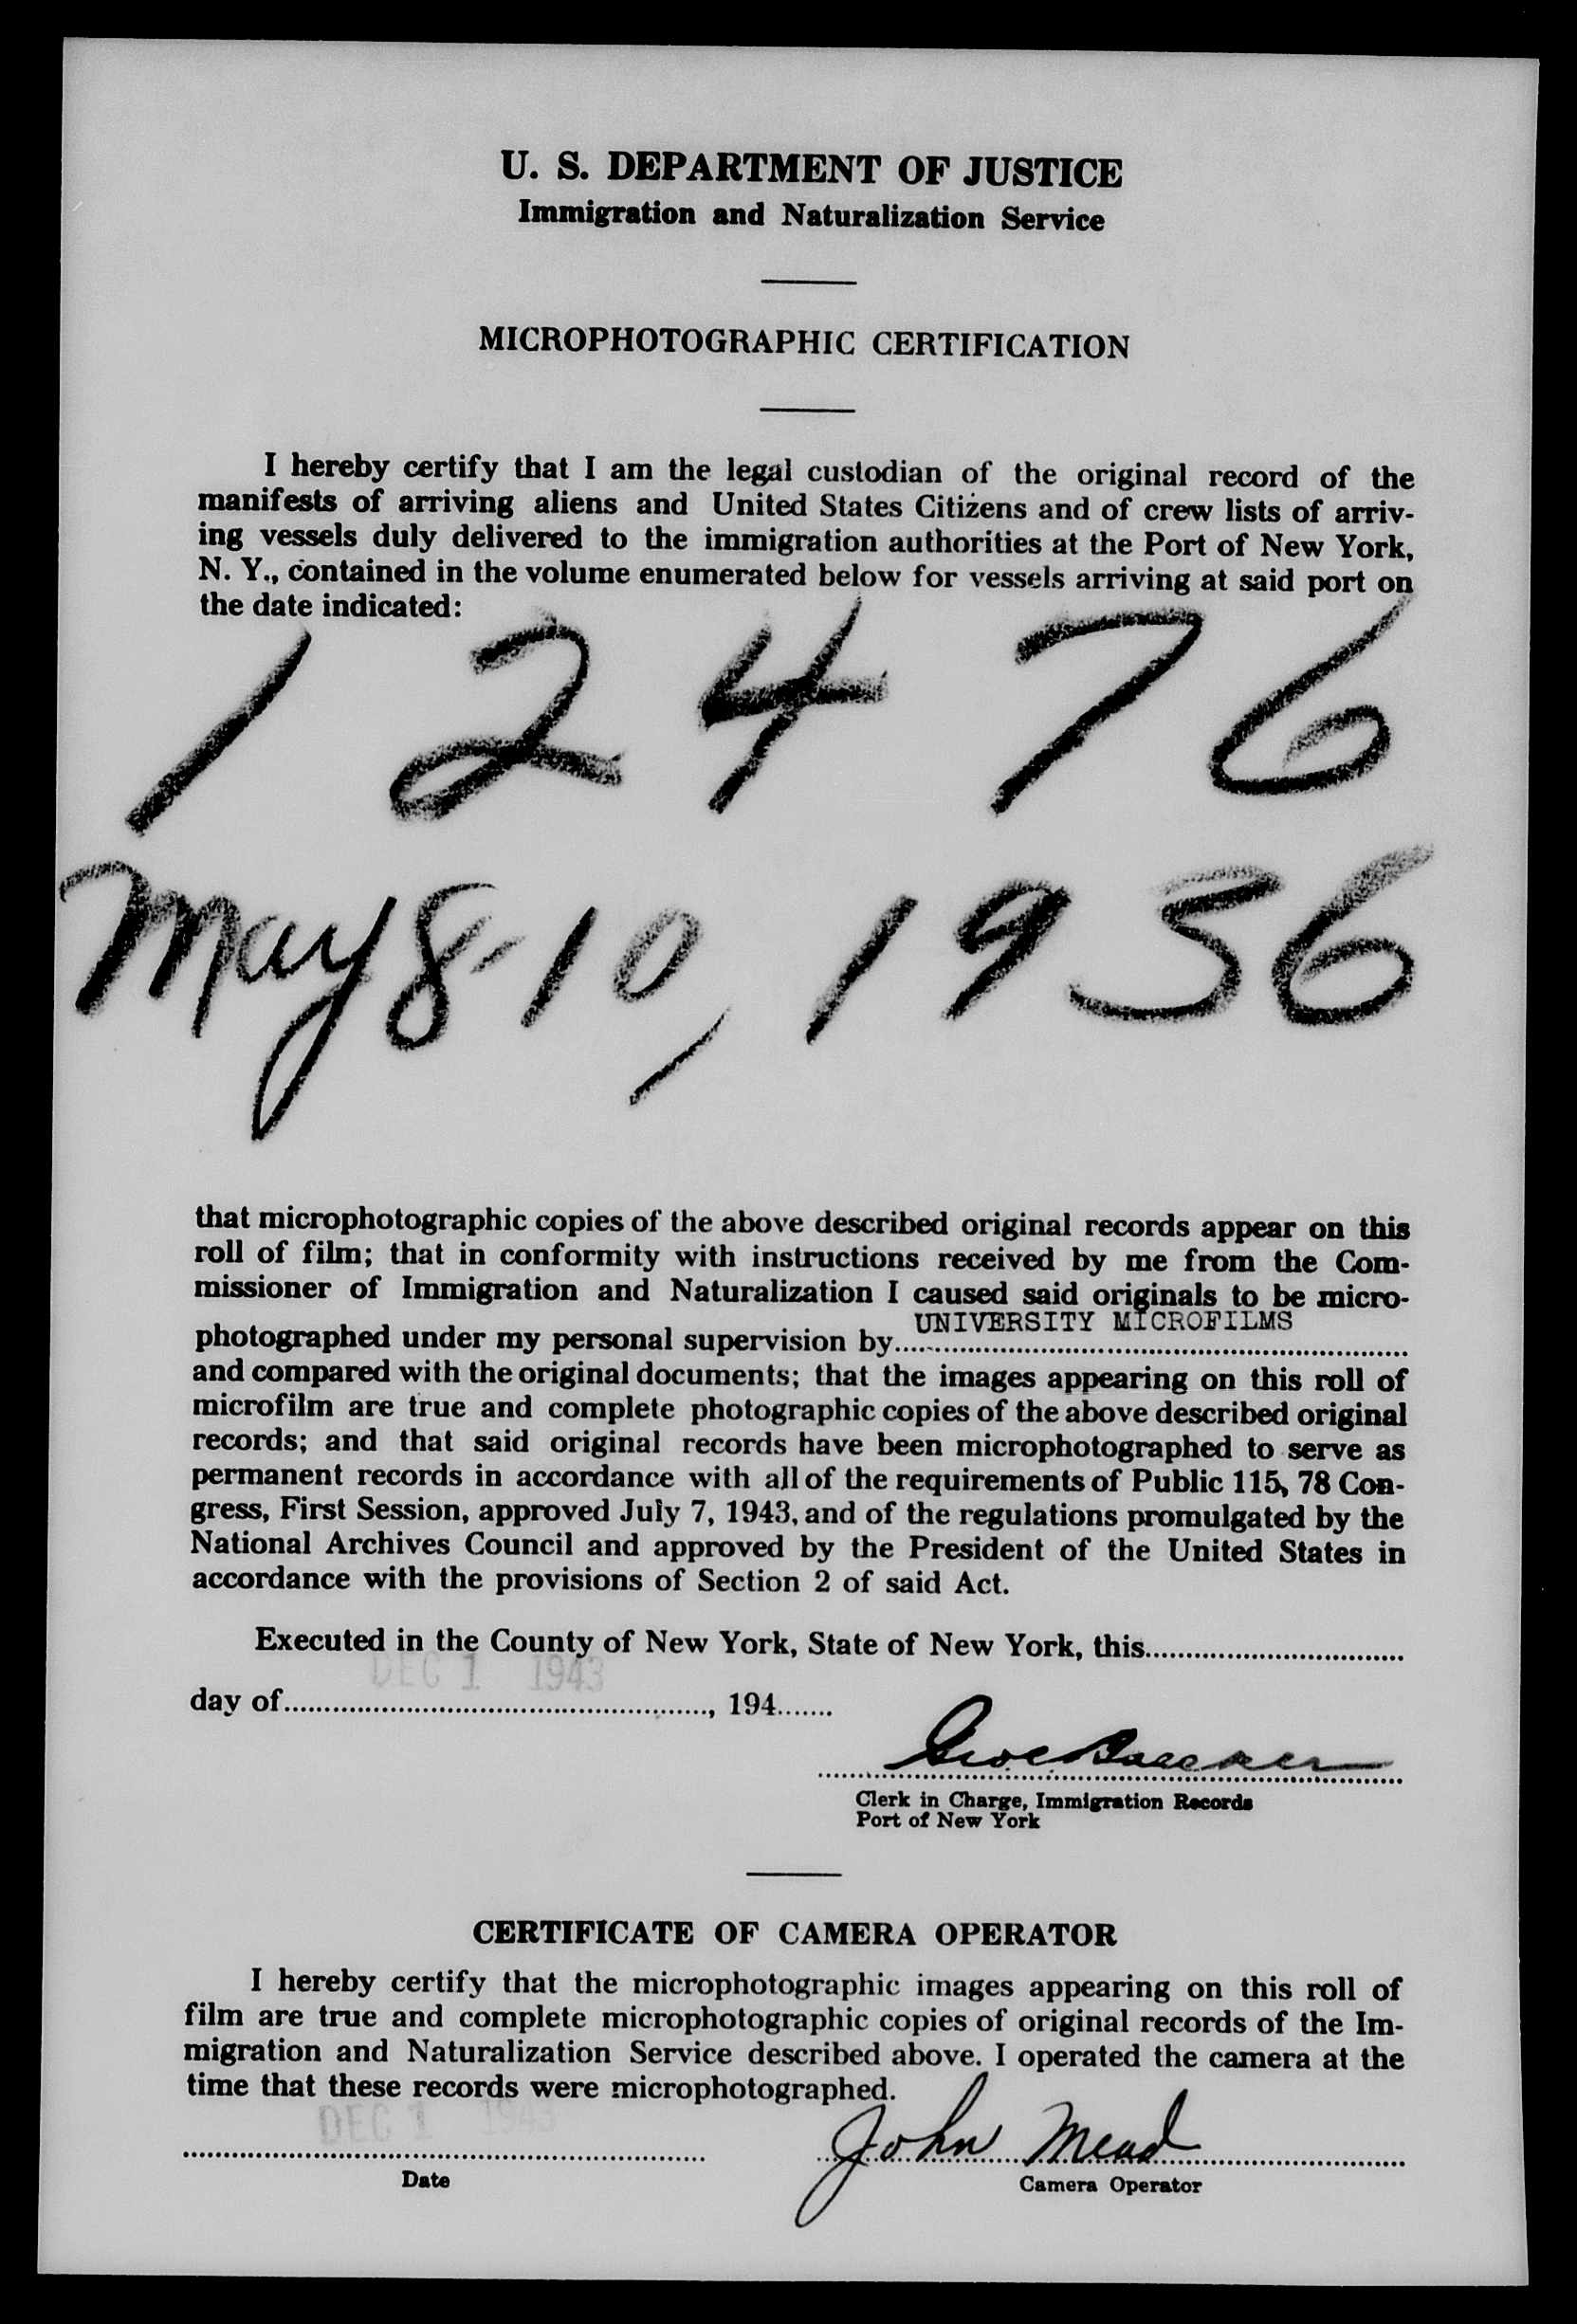 U. S. DEPARTMENT OF JUSTICE
Immigration and Naturalization Service
MICROPHOTOGRAPHIC CERTIFICATION
I hereby certify that I am the legal custodian of the original record of the
manifests of arriving aliens and United States Citizens and of crew lists of arriv-
ing vessels duly delivered to the immigration authorities at the Port of New York,
N. Y., contained in the volume enumerated below for vessels arriving at said port on
the date indicated:
12476
May 8-10, 1936
that microphotographic copies of the above described original records appear on this
roll of film; that in conformity with instructions received by me from the Com-
missioner of Immigration and Naturalization I caused said originals to be micro-
photographed under my personal supervision by UNIVERSITY MICROFILMS
and compared with the original documents; that the images appearing on this roll of
microfilm are true and complete photographic copies of the above described original
records; and that said original records have been microphotographed to serve as
permanent records in accordance with all of the requirements of Public 115, 78 Con-
gress, First Session, approved July 7, 1943, and of the regulations promulgated by the
National Archives Council and approved by the President of the United States in
accordance with the provisions of Section 2 of said Act.
Executed in the County of New York, State of New York, this
DEC 1 1943
day of, 194
Clerk in Charge, Immigration Records
Port of New York
CERTIFICATE OF CAMERA OPERATOR
I hereby certify that the microphotographic images appearing on this roll of
film are true and complete microphotographic copies of original records of the Im-
migration and Naturalization Service described above. I operated the camera at the
time that these records were microphotographed.
DEC 1 1943 John Mead
Date
Camera Operator